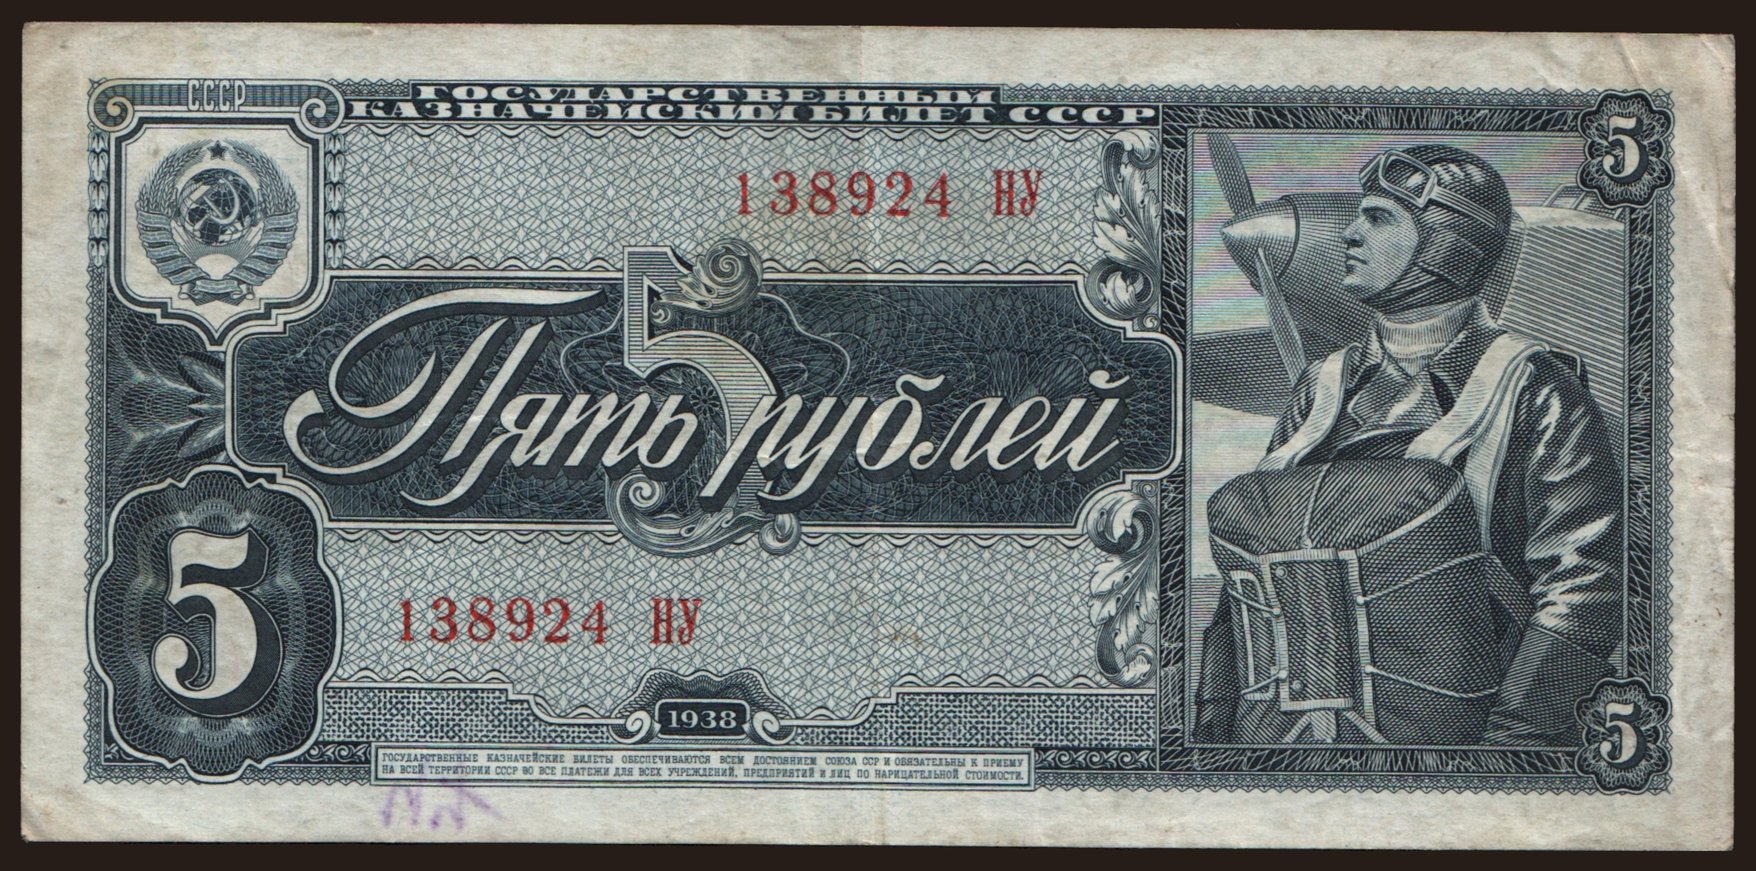 СССР
ГОСУДАРСТВЕННЫЙ
КАЗНАЧЕЙСКИЙ БИЛЕТ СССР
5
138924 НУ
5
Пять рублей
5
138924 НУ
1938
5
ГОСУДАРСТВЕННЫЕ КАЗНАЧЕЙСКИЕ БИЛЕТЫ ОБЕСПЕЧИВАЮТСЯ ВСЕМ ДОСТОЯНИЕМ СОЮЗА ССР И ОБЯЗАТЕЛЬНЫ К ПРИЕМУ
НА ВСЕЙ ТЕРРИТОРИИ СССР ВО ВСЕ ПЛАТЕЖИ ДЛЯ ВСЕХ УЧРЕЖДЕНИЙ, ПРЕДПРИЯТИЙ И ЛИЦ ПО НАРИЦАТЕЛЬНОЙ СТОИМОСТИ.